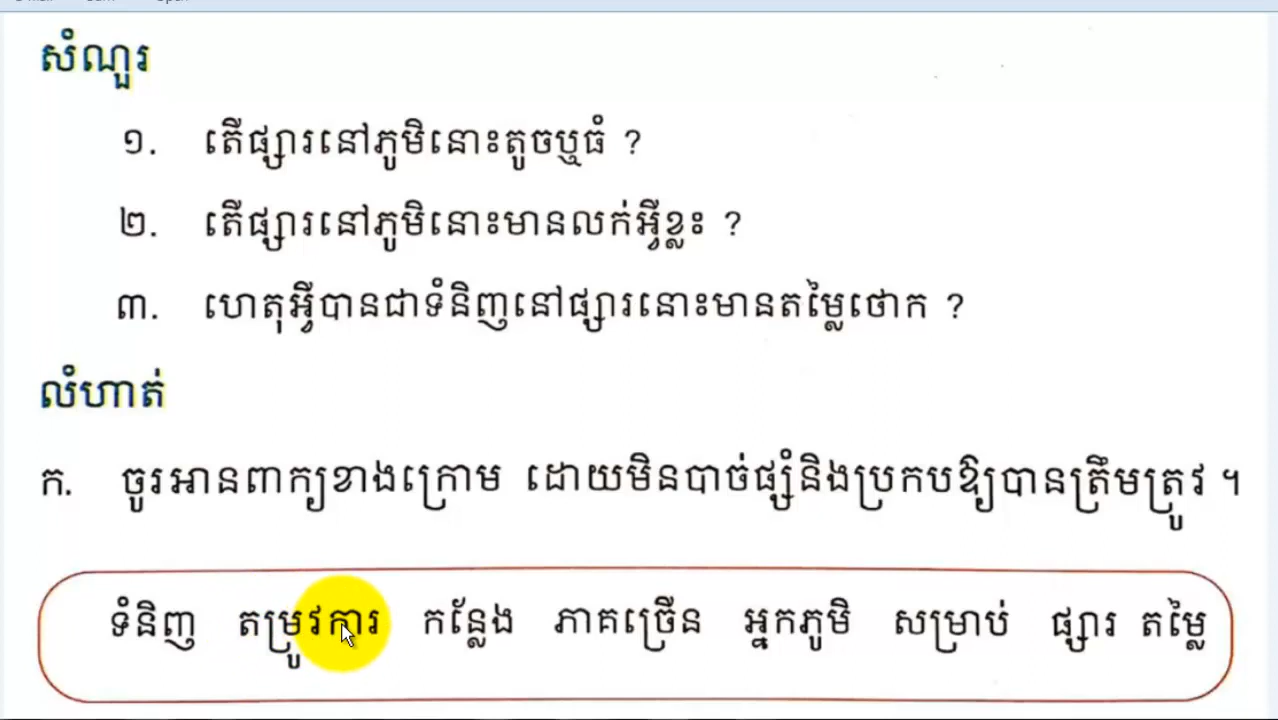 សំណួរ
១. តើផ្សារនៅភូមិនោះតូចឬធំ ?
២. តើផ្សារនៅភូមិនោះមានលក់អ្វីខ្លះ ?
៣. ហេតុអ្វីបានជាទំនិញនៅផ្សារនោះមានតម្លៃថោក ?
លំហាត់
ក. ចូរអានពាក្យខាងក្រោម ដោយមិនបាច់ផ្សំនិងប្រកបឱ្យបានត្រឹមត្រូវ ។
ទំនិញ តម្រូវការ កន្លែង ភាគច្រើន អ្នកភូមិ សម្រាប់ ផ្សារ តម្លៃ